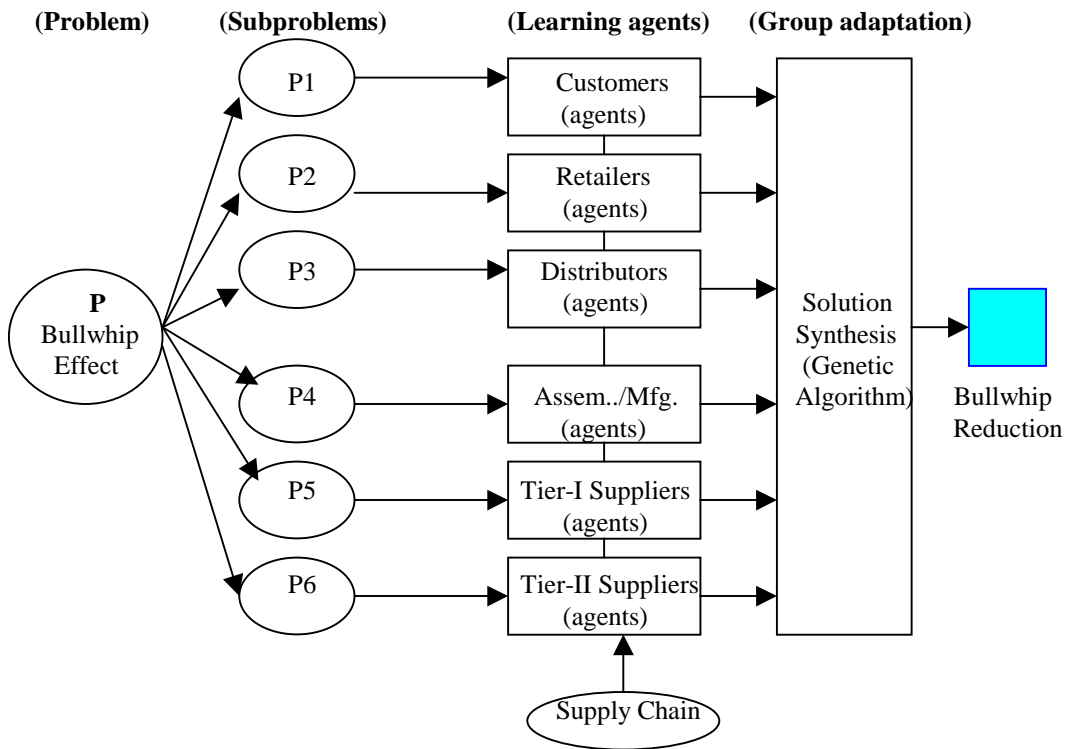 (Problem)
(Subproblems)
(Learning agents)
(Group adaptation)
P1
Customers
(agents)
P2
Retailers
(agents)
P3
Distributors
(agents)
P
Bullwhip
Effect
Solution
Synthesis
(Genetic
Algorithm)
P4
Assem../Mfg.
(agents)
Bullwhip
Reduction
P5
Tier-I Suppliers
(agents)
P6
Tier-II Suppliers
(agents)
Supply Chain